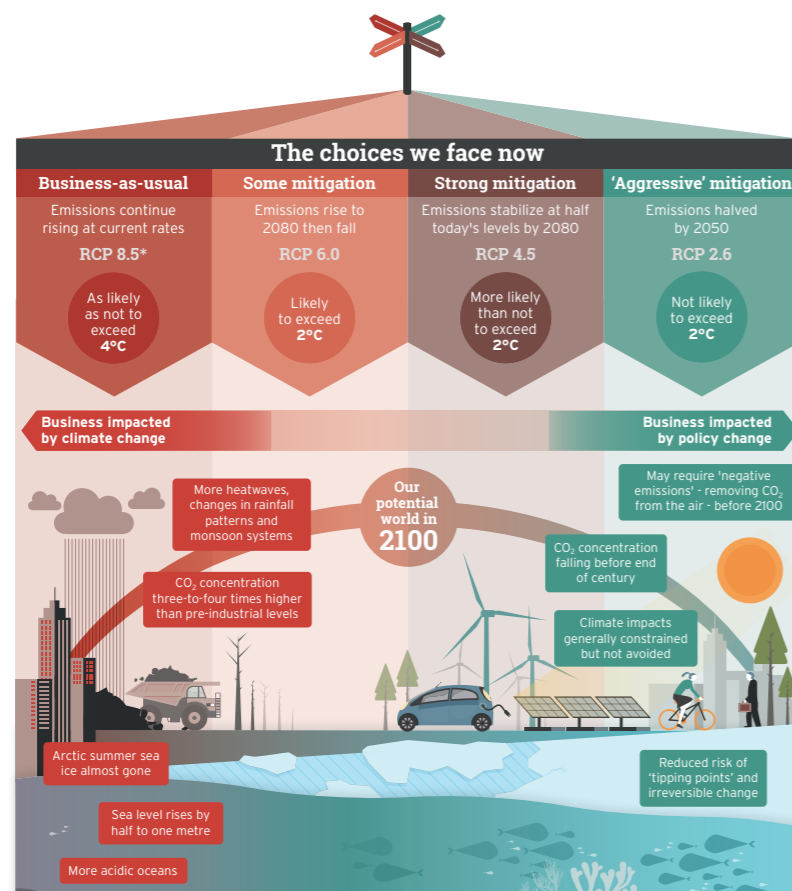 The choices we face now
Business-as-usual
Emissions continue
rising at current rates
RCP 8.5*
As likely
as not to
exceed
4°C
Some mitigation
Emissions rise to
2080 then fall
RCP 6.0
Likely
to exceed
2°C
Strong mitigation
Emissions stabilize at half
today's levels by 2080
RCP 4.5
More likely
than not
to exceed
2°C
'Aggressive' mitigation
Emissions halved
by 2050
RCP 2.6
Not likely
to exceed
2°C
Business impacted
by climate change
Business impacted
by policy change
Our
potential
world in
2100
More heatwaves,
changes in rainfall
patterns and
monsoon systems
CO₂ concentration
three-to-four times higher
than pre-industrial levels
May require 'negative
emissions' - removing CO₂
from the air - before 2100
CO₂ concentration
falling before end
of century
Climate impacts
generally constrained
but not avoided
Arctic summer sea
ice almost gone
Sea level rises by
half to one metre
More acidic oceans
Reduced risk of
'tipping points' and
irreversible change